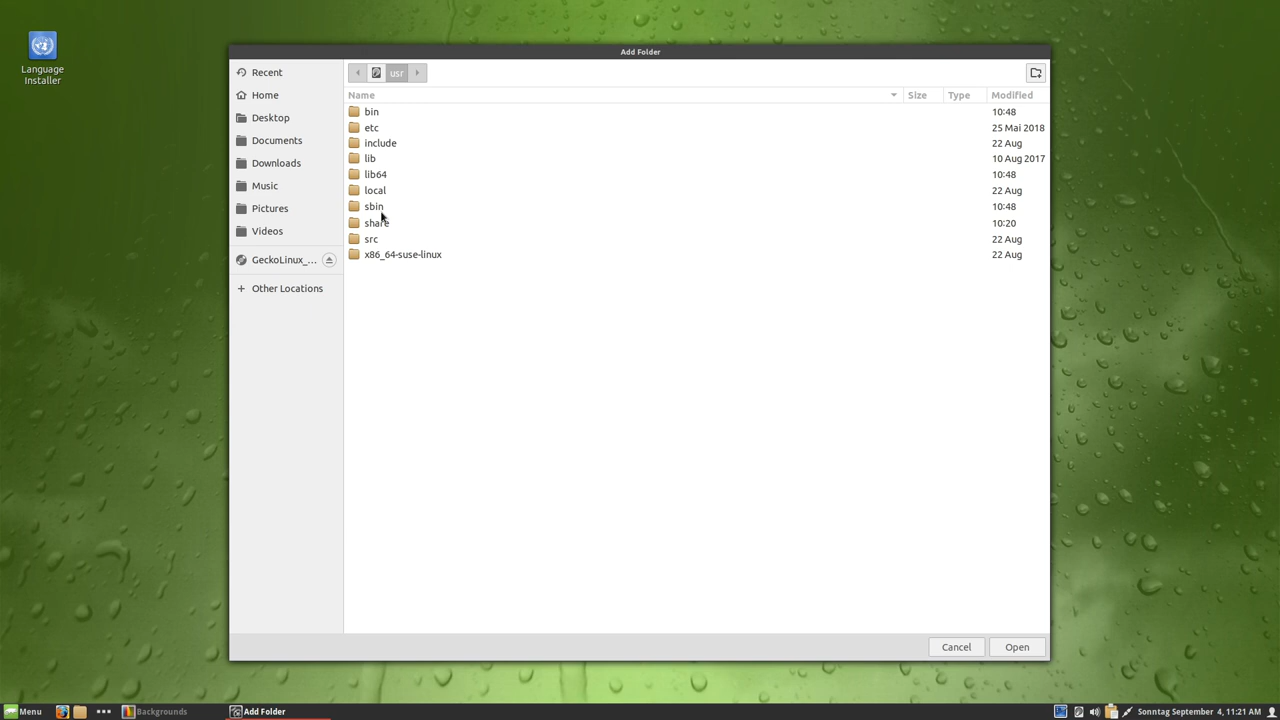 Language
Installer
Add Folder
Recent
Home
Desktop
Documents
Downloads
Music
Pictures
Videos
GeckoLinux_...
Other Locations
usr
Name Size Type Modified
bin 10:48
etc 25 Mai 2018
include 22 Aug
lib 10 Aug 2017
lib64 10:48
local 22 Aug
sbin 10:48
share 10:20
src 22 Aug
x86_64-suse-linux 22 Aug
Cancel Open
Menu Backgrounds Add Folder Sonntag September 4, 11:21 AM